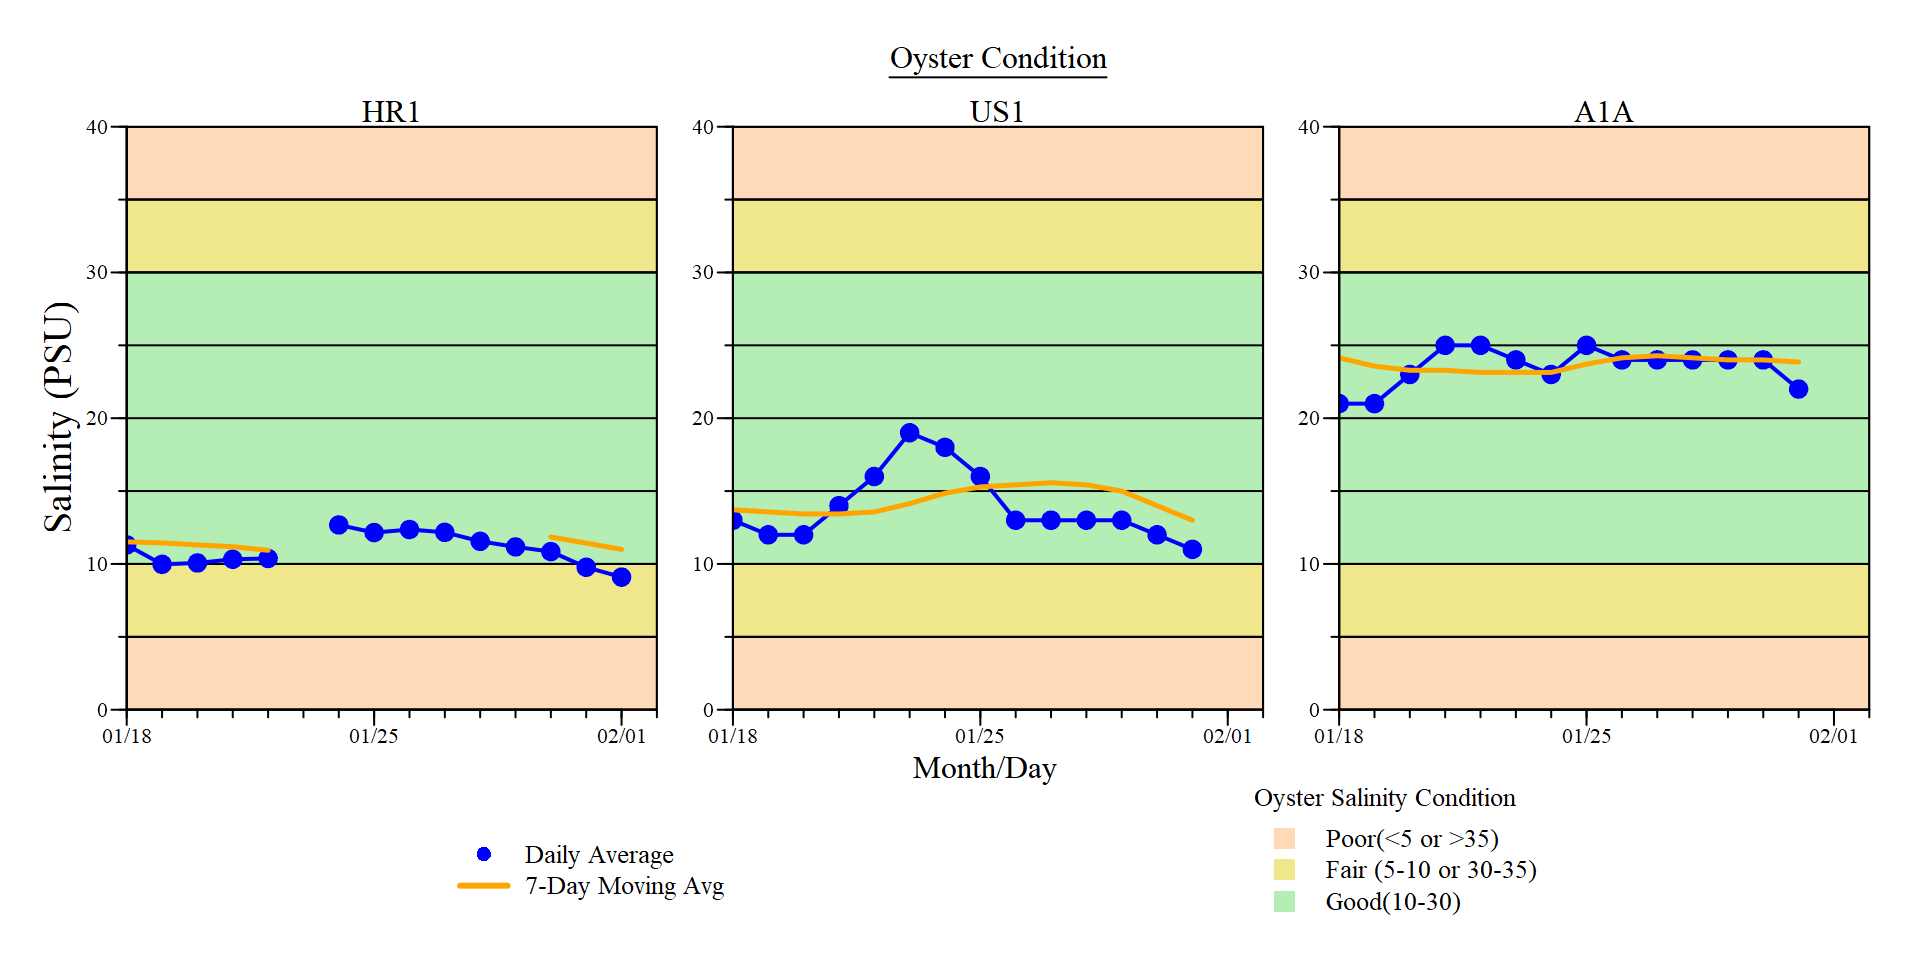 Oyster Condition
HR1
US1
A1A
Salinity (PSU)
40
30
20
10
0
40
30
20
10
0
40
30
20
10
0
01/18
01/25
02/01
01/18
01/25
02/01
01/18
01/25
02/01
Month/Day
Oyster Salinity Condition
Poor(<5 or >35)
Fair (5-10 or 30-35)
Good(10-30)
Daily Average
7-Day Moving Avg